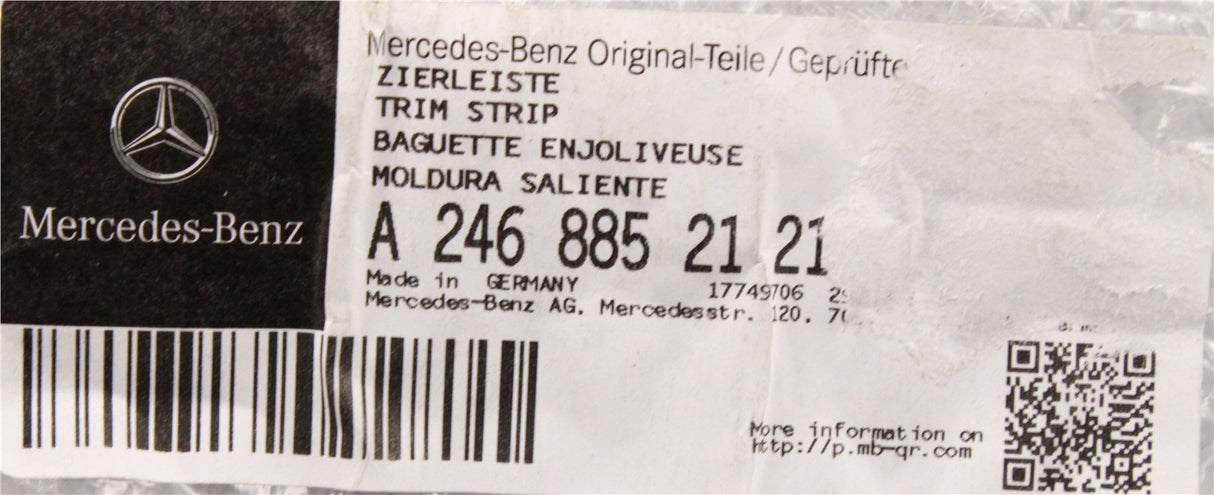 Mercedes-Benz
Mercedes-Benz Original-Teile / Geprüfte
ZIERLEISTE
TRIM STRIP
BAGUETTE ENJOLIVEUSE
MOLDURA SALIENTE
A 246 885 21 21
Made in GERMANY 17749706
Mercedes-Benz AG, Mercedesstr. 120,
More information on
http://p.mb-qr.com